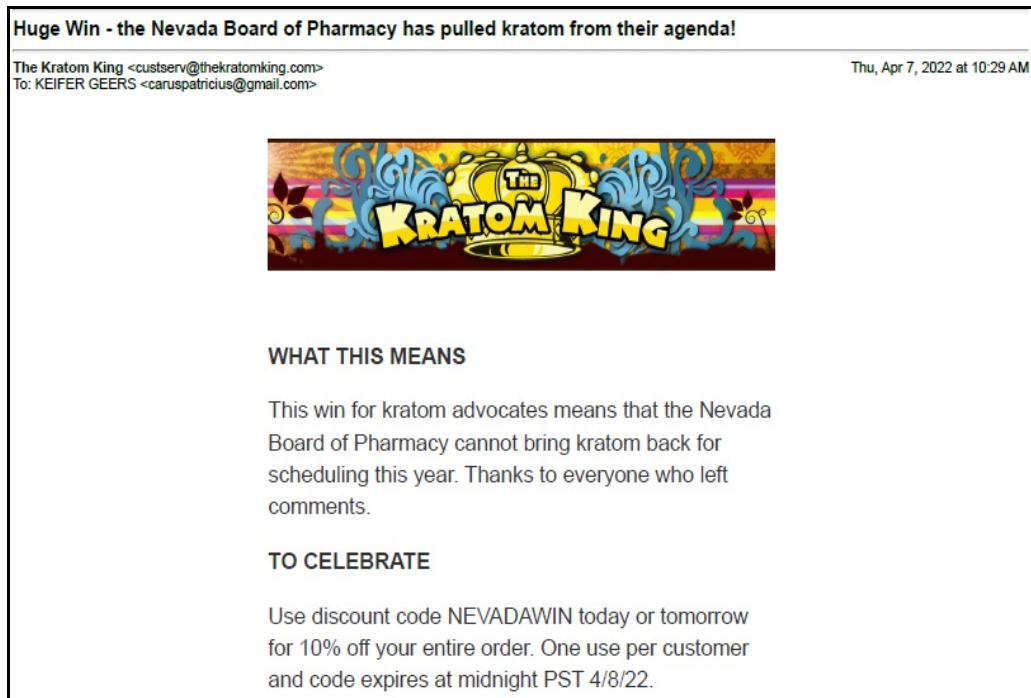 Huge Win - the Nevada Board of Pharmacy has pulled kratom from their agenda!
The Kratom King <custserv@thekratomking.com>
Thu, Apr 7, 2022 at 10:29 AM
To: KEIFER GEERS <caruspatricius@gmail.com>
THE
KRATOM KING
WHAT THIS MEANS
This win for kratom advocates means that the Nevada
Board of Pharmacy cannot bring kratom back for
scheduling this year. Thanks to everyone who left
comments.
TO CELEBRATE
Use discount code NEVADAWIN today or tomorrow
for 10% off your entire order. One use per customer
and code expires at midnight PST 4/8/22.